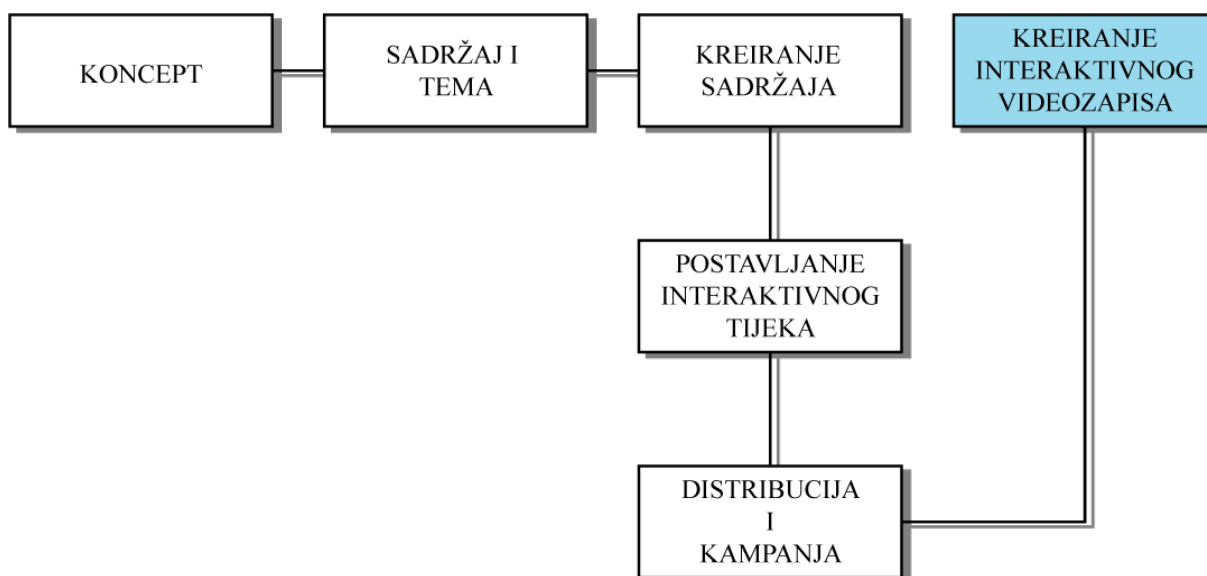 KONCEPT
SADRŽAJ I
TEMA
KREIRANJE
SADRŽAJA
KREIRANJE
INTERAKTIVNOG
VIDEOZAPISA
POSTAVLJANJE
INTERAKTIVNOG
TIJEKA
DISTRIBUCIJA
I
KAMPANJA